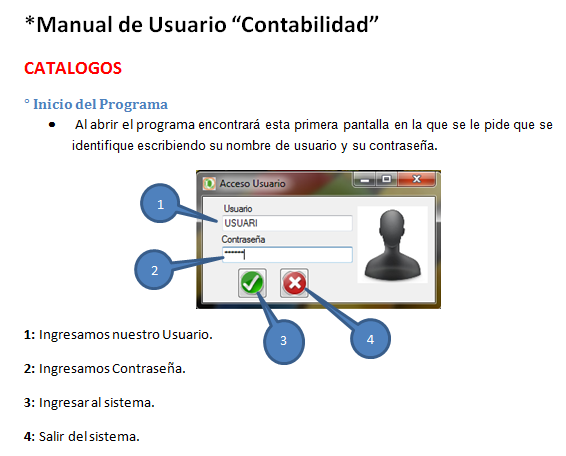 *Manual de Usuario “Contabilidad”
CATALOGOS
° Inicio del Programa
• Al abrir el programa encontrará esta primera pantalla en la que se le pide que se
identifique escribiendo su nombre de usuario y su contraseña.
Acceso Usuario
Usuario
USUARI
Contraseña
******
1
2
3
4
1: Ingresamos nuestro Usuario.
2: Ingresamos Contraseña.
3: Ingresar al sistema.
4: Salir del sistema.